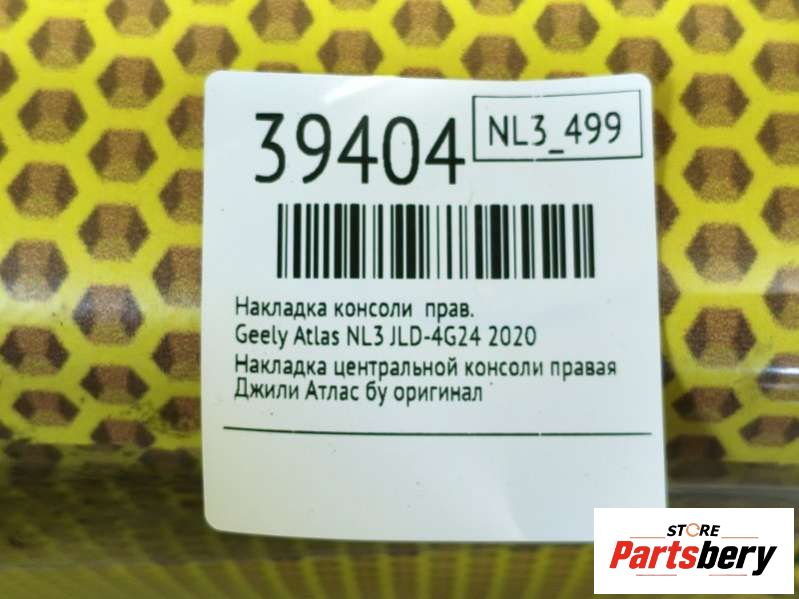 39404
NL3_499
Накладка консоли прав.
Geely Atlas NL3 JLD-4G24 2020
Накладка центральной консоли правая
Джили Атлас бу оригинал
STORE
Partsbery